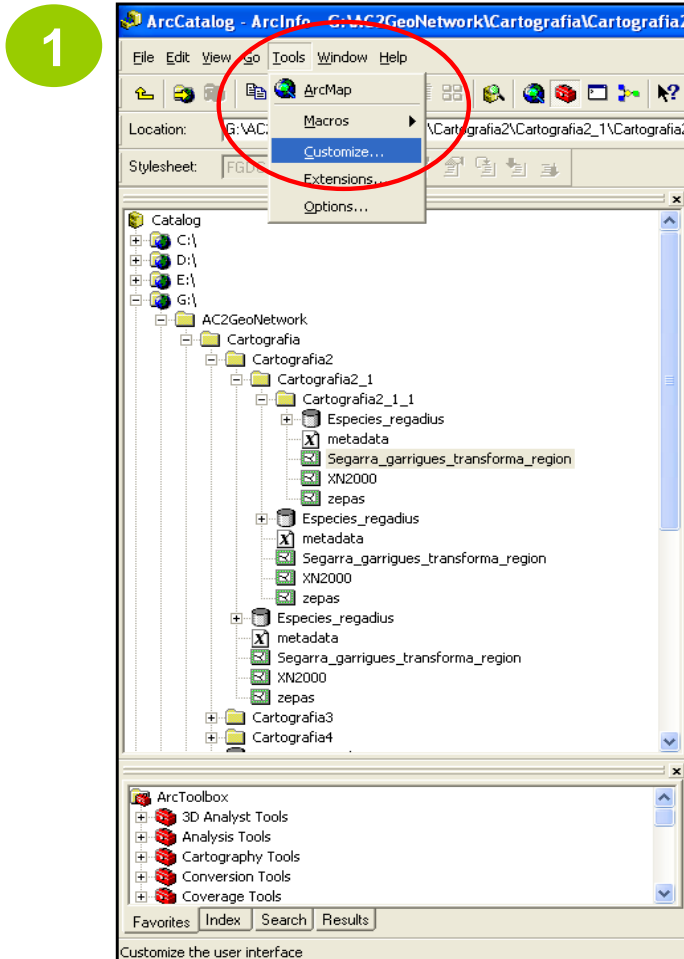 1
ArcCatalog - ArcInfo - G:\AC2GeoNetwork\Cartografia\Cartografia2
File Edit View Go Tools Window Help
ArcMap
Macros
Customize...
Extensions...
Options...
Location: G:\AC \Cartografia2\Cartografia2_1\Cartografia2
Stylesheet: FGD
Catalog
C:\
D:\
E:\
G:\
AC2GeoNetwork
Cartografia
Cartografia2
Cartografia2_1
Cartografia2_1_1
Especies_regadius
metadata
Segarra_garrigues_transforma_region
XN2000
zepas
Especies_regadius
metadata
Segarra_garrigues_transforma_region
XN2000
zepas
Especies_regadius
metadata
Segarra_garrigues_transforma_region
XN2000
zepas
Cartografia3
Cartografia4
ArcToolbox
3D Analyst Tools
Analysis Tools
Cartography Tools
Conversion Tools
Coverage Tools
Favorites Index Search Results
Customize the user interface